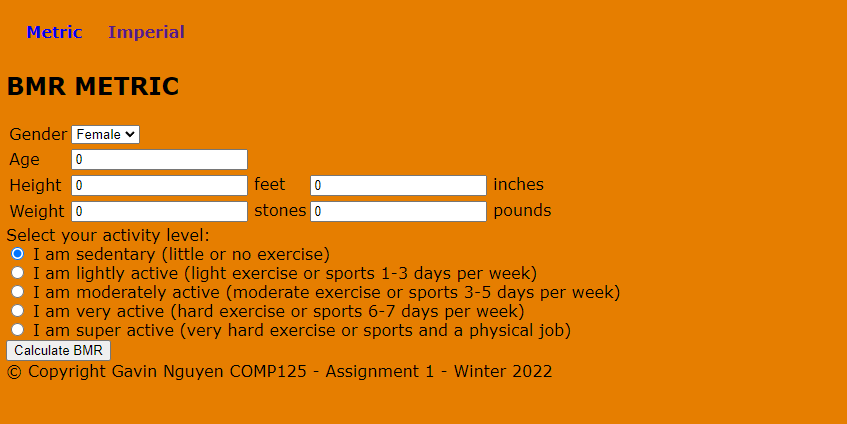 Metric Imperial
BMR METRIC
Gender Female
Age 0
Height 0 feet 0 inches
Weight 0 stones 0 pounds
Select your activity level:
I am sedentary (little or no exercise)
I am lightly active (light exercise or sports 1-3 days per week)
I am moderately active (moderate exercise or sports 3-5 days per week)
I am very active (hard exercise or sports 6-7 days per week)
I am super active (very hard exercise or sports and a physical job)
Calculate BMR
© Copyright Gavin Nguyen COMP125 - Assignment 1 - Winter 2022